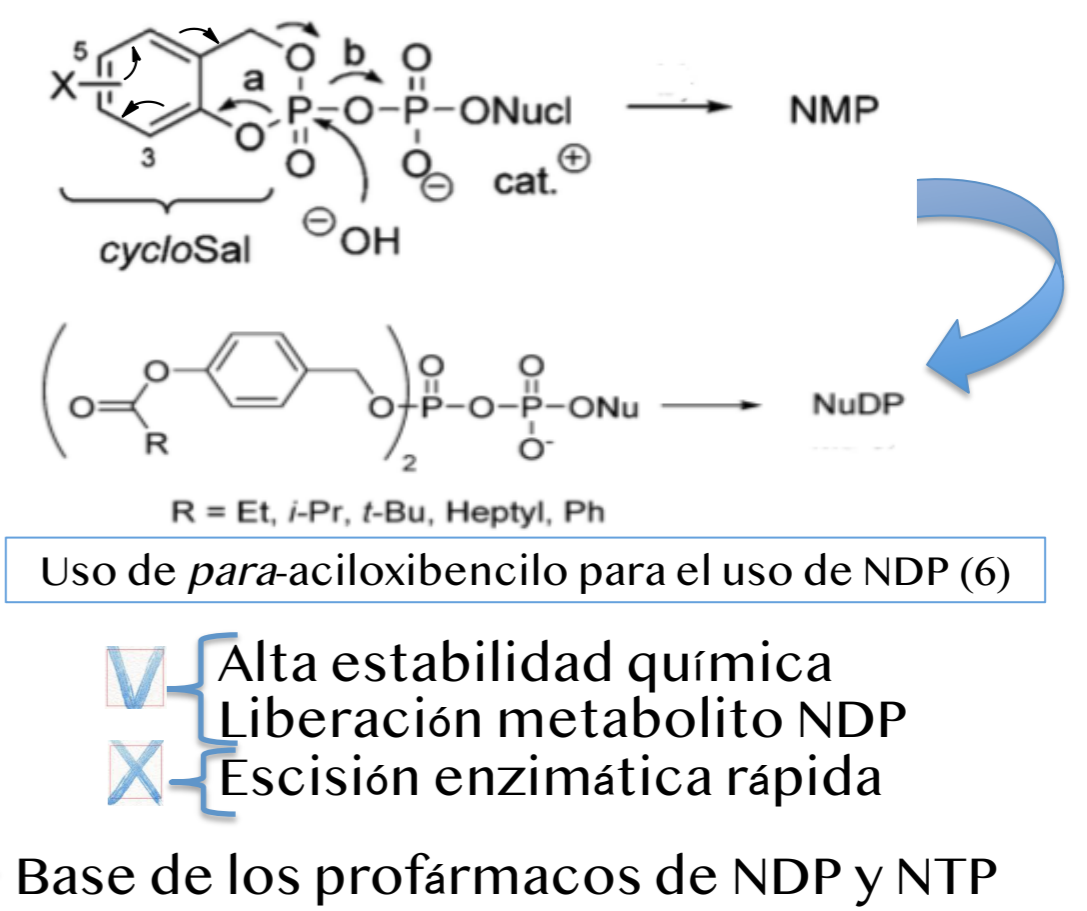 5
X
3
a
b
O
O
P
O
P
ONucl
O
O
O
⊖
cat. ⊕
⊖OH
cycloSal
NMP
O
O
R
O
O
P
O
P
ONu
O
O-
2
NuDP
R = Et, i-Pr, t-Bu, Heptyl, Ph
Uso de para-aciloxibencilo para el uso de NDP (6)
V
Alta estabilidad química
Liberación metabolito NDP
X
Escisión enzimática rápida
Base de los profármacos de NDP y NTP